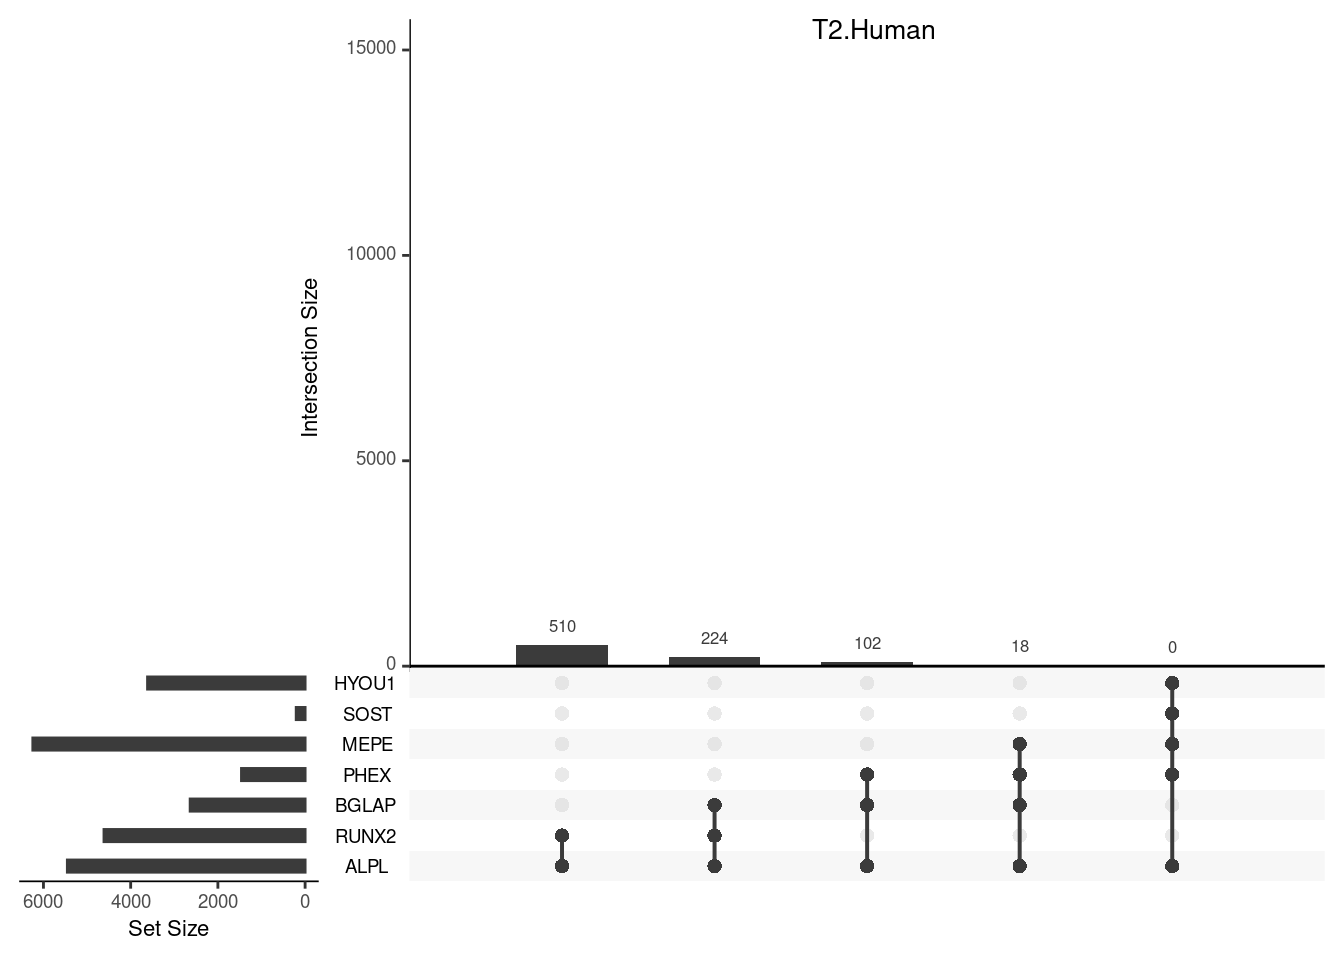 T2.Human
15000
10000
5000
0
Intersection Size
510
224
102
18
0
HYOU1
SOST
MEPE
PHEX
BGLAP
RUNX2
ALPL
6000 4000 2000 0
Set Size